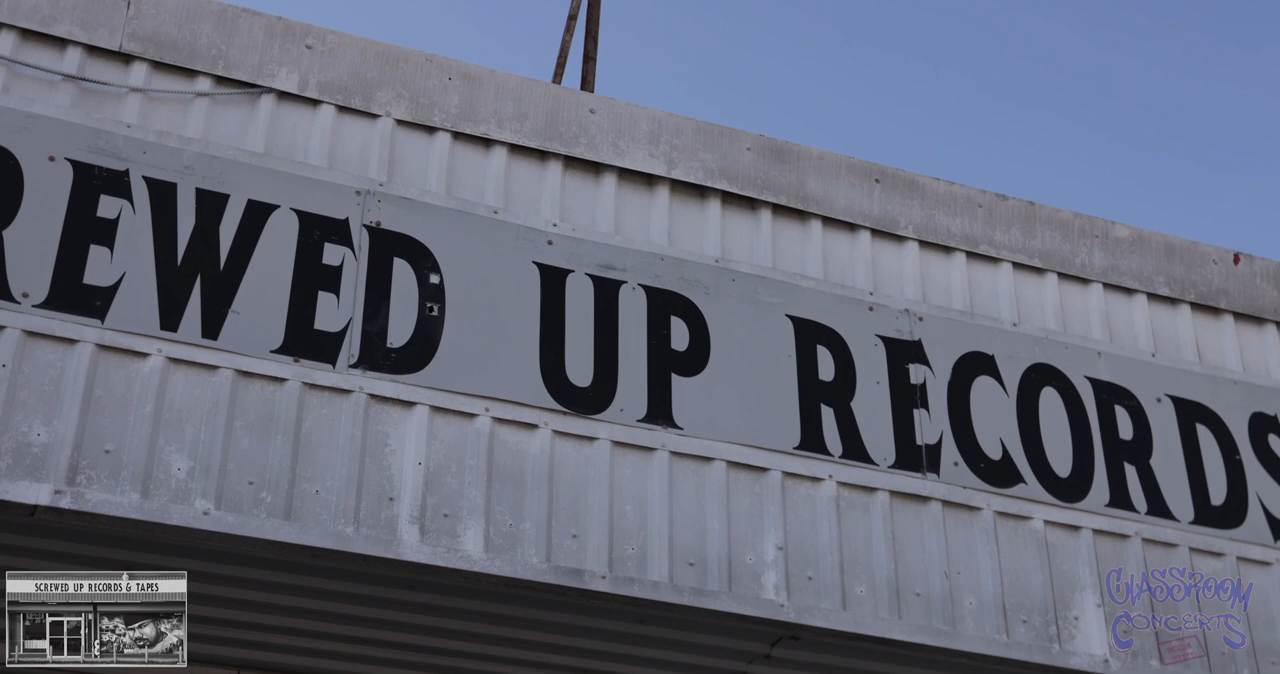 REWED UP RECORDS
SCREWED UP RECORDS & TAPES
CLASSROOM
CONCERTS